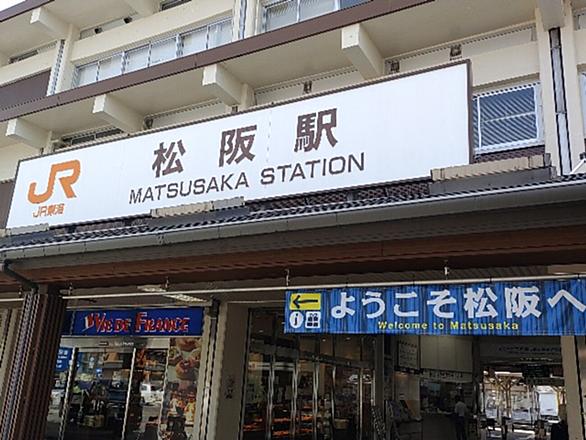 JR
JR東海
松阪駅
MATSUSAKA STATION
VIE DE FRANCE
ようこそ松阪へ
Welcome to Matsusaka